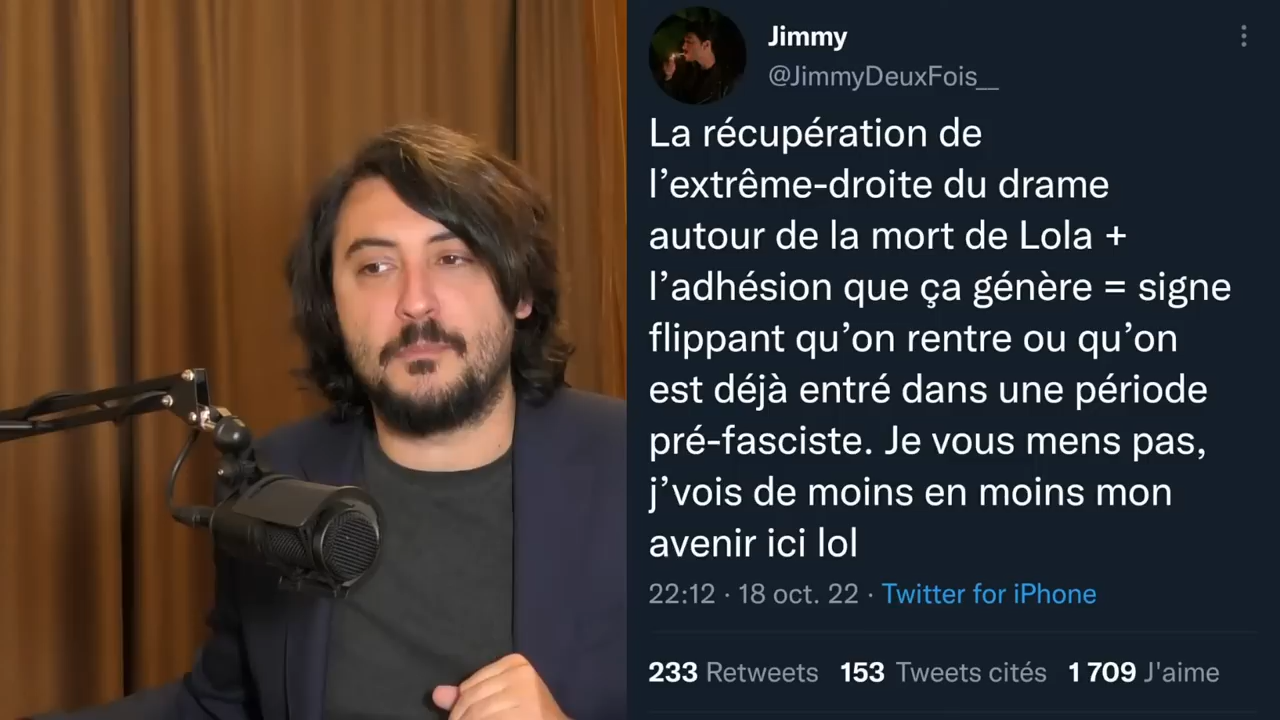 Jimmy
@JimmyDeuxFois__
La récupération de
l’extrême-droite du drame
autour de la mort de Lola +
l’adhésion que ça génère = signe
flippant qu’on rentre ou qu’on
est déjà entré dans une période
pré-fasciste. Je vous mens pas,
j’vois de moins en moins mon
avenir ici lol
22:12 · 18 oct. 22 · Twitter for iPhone
233 Retweets 153 Tweets cités 1 709 J'aime